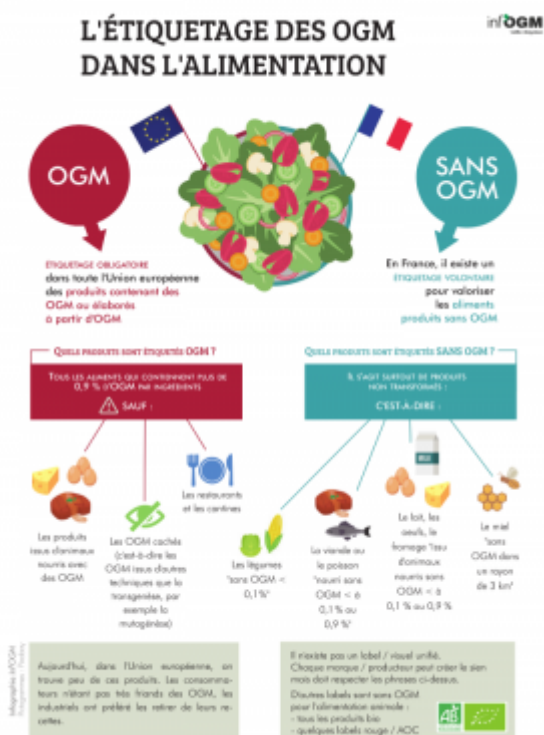 L'ÉTIQUETAGE DES OGM
DANS L'ALIMENTATION
inf'OGM
OGM
SANS
OGM
ÉTIQUETAGE OBLIGATOIRE
dans toute l'Union européenne
des produits contenant des
OGM ou élaborés
à partir d'OGM
En France, il existe un
ÉTIQUETAGE VOLONTAIRE
pour valoriser
les aliments
produits sans OGM
QUELS PRODUITS SONT ÉTIQUETÉS OGM ?
TOUS LES ALIMENTS QUI CONTIENNENT PLUS DE
0,9 % D'OGM PAR INGRÉDIENTS
SAUF :
Les produits
issus d'animaux
nourris avec
des OGM
Les OGM cachés
(c'est-à-dire les
OGM issus d'autres
techniques que la
transgenèse, par
exemple la
mutagénèse)
Les restaurants
et les cantines
QUELS PRODUITS SONT ÉTIQUETÉS SANS OGM ?
IL S'AGIT SURTOUT DE PRODUITS
NON TRANSFORMÉS :
C'EST-À-DIRE :
Les légumes
"sans OGM <
0,1%"
La viande ou
le poisson
"nourri sans
OGM < à
0,1 % ou
0,9 %"
MILK
Le lait, les
oeufs, le
fromage "issu
d'animaux
nourris sans
OGM < à
0,1 % ou 0,9 %
Le miel
"sans
OGM dans
un rayon
de 3 km"
Aujourd'hui, dans l'Union européenne, on
trouve peu de ces produits. Les consomma-
teurs n'étant pas très friands des OGM, les
industriels ont préféré les retirer de leurs re-
cettes.
Il n'existe pas un label / visuel unifié.
Chaque marque / producteur peut créer le sien
mais doit respecter les phrases ci-dessus.
D'autres labels sont sans OGM
pour l'alimentation animale :
- tous les produits bio
- quelques labels rouge / AOC
AB
Infographie Inf'OGM